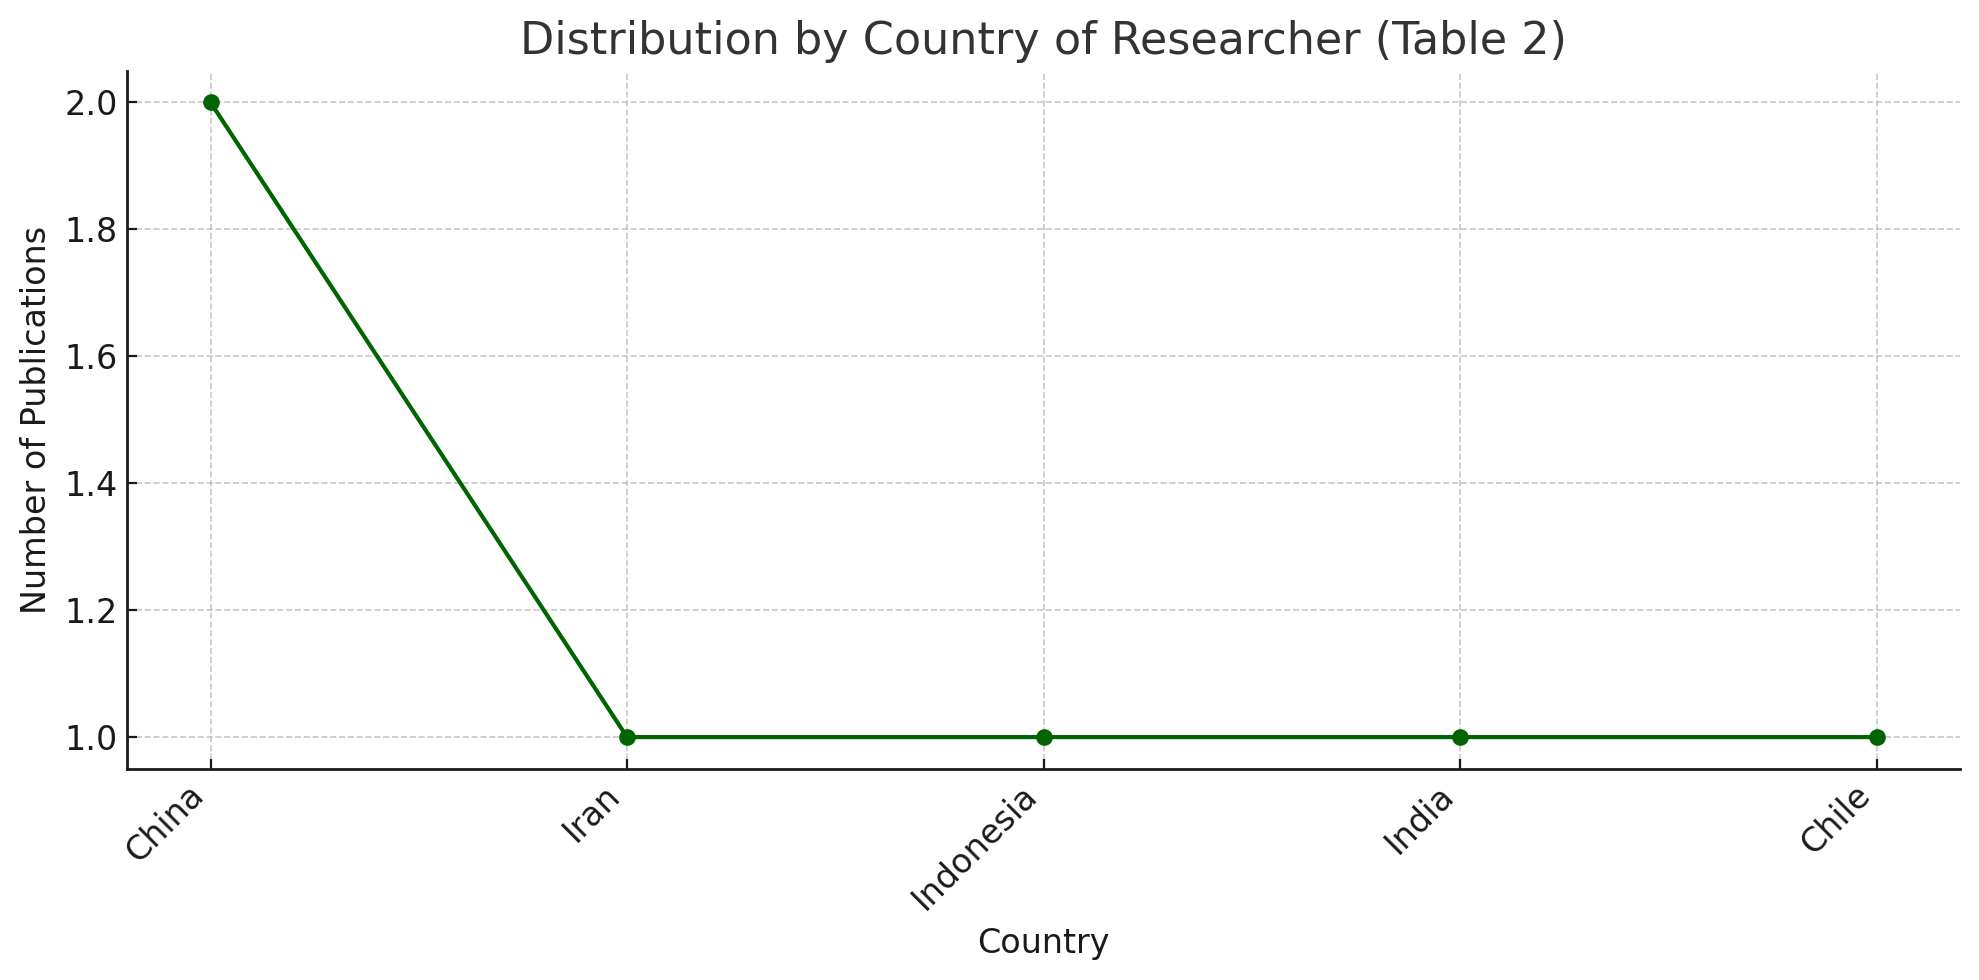 Distribution by Country of Researcher (Table 2)
Number of Publications
2.0
1.8
1.6
1.4
1.2
1.0
China
Iran
Indonesia
India
Chile
Country